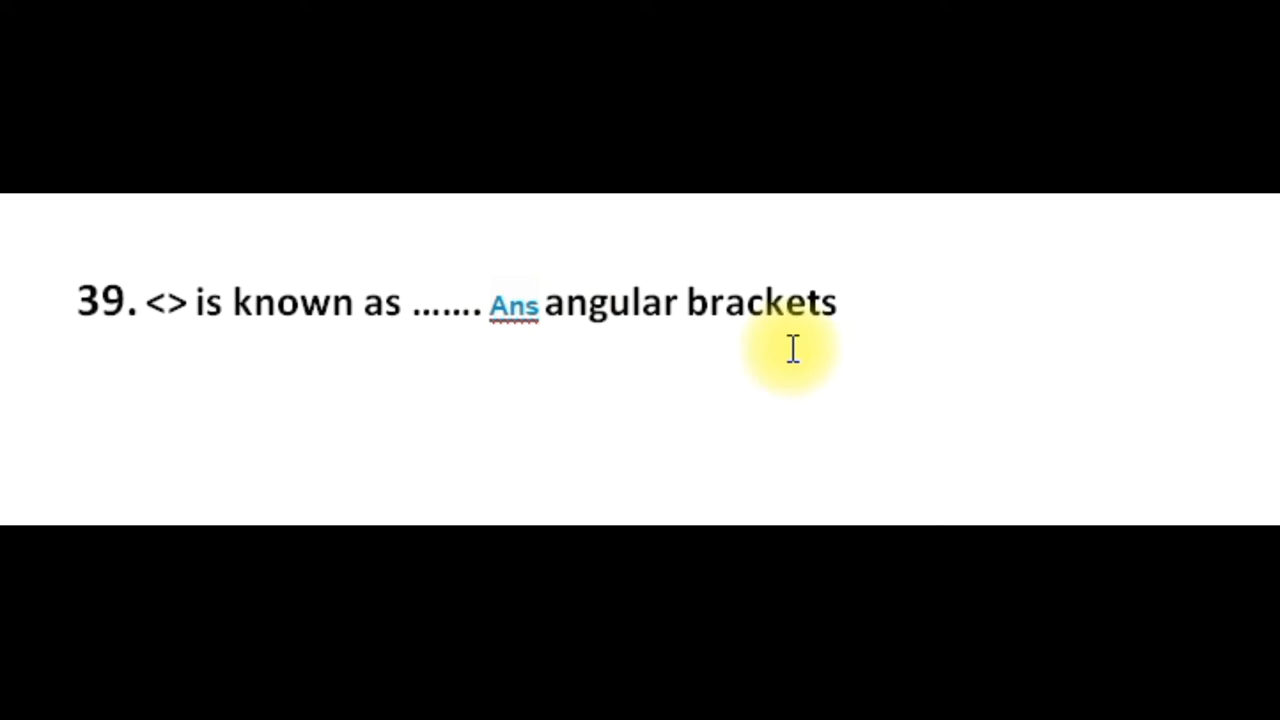 39. <> is known as ....... Ans angular brackets